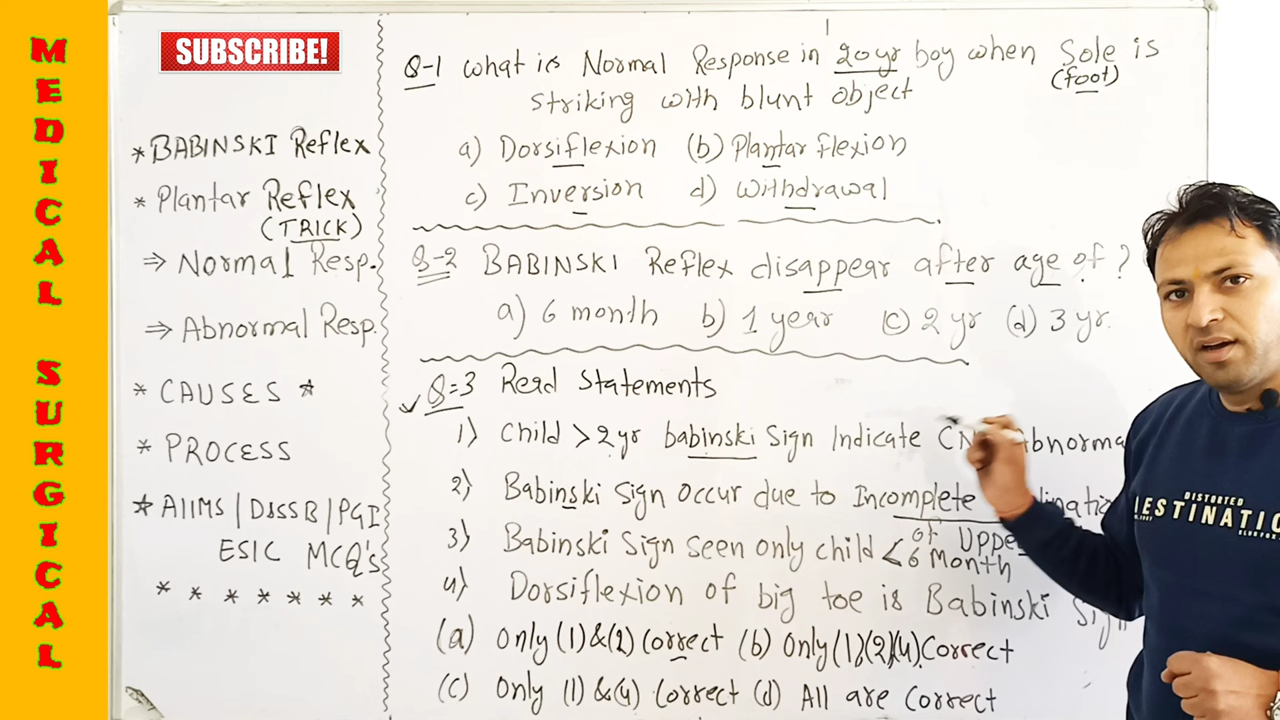 MEDICAL SURGICAL
SUBSCRIBE!
* BABINSKI Reflex
* Plantar Reflex
(TRICK)
⇒ Normal Resp.
⇒ Abnormal Resp.
* CAUSES *
* PROCESS
* AIIMS/DSSSB/PGI
ESIC MCQ's
* * * * * * *
Q-1 What is Normal Response in 20yr boy when Sole is
(foot)
striking with blunt object
a) Dorsiflexion (b) Plantar flexion
c) Inversion d) Withdrawal
Q-2 BABINSKI Reflex disappear after age of ?
a) 6 month b) 1 year (c) 2 yr (d) 3 yr.
Q=3 Read Statements
1) Child > 2yr babinski Sign Indicate
2) Babinski Sign Occur due to Incomplete
of
3) Babinski Sign seen only child < 6 Month
4) Dorsiflexion of big toe is Babinski Sign
(a) Only (1) & (2) Correct (b) Only (1)(2)(4) Correct
(c) Only (1) & (4) Correct (d) All are Correct
DISTORTED
DESTINATIO